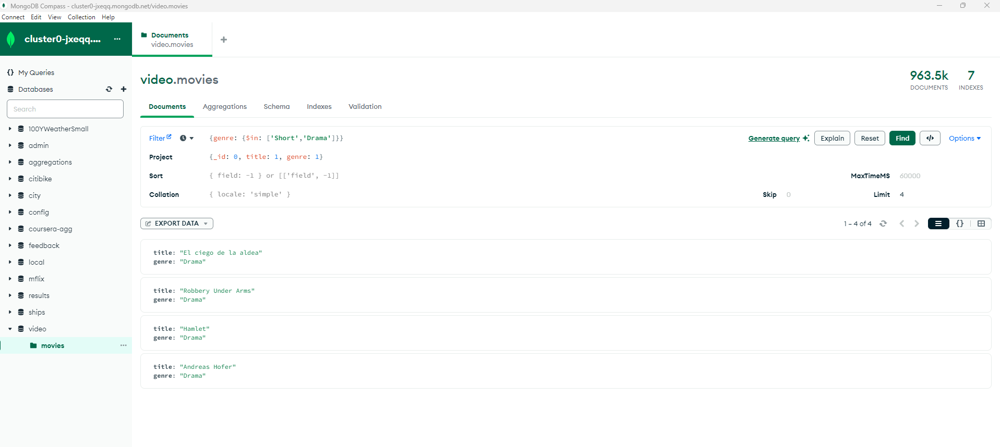 MongoDB Compass - cluster0-jxeqq.mongodb.net/video.movies
Connect Edit View Collection Help
cluster0-jxeqq....
Documents
video.movies
My Queries
Databases
Search
100YWeatherSmall
admin
aggregations
citibike
city
config
coursera-agg
feedback
local
mflix
results
ships
video
movies
video.movies
963.5k
DOCUMENTS
7
INDEXES
Documents Aggregations Schema Indexes Validation
Filter {genre: {$in: ['Short','Drama']}} Generate query Explain Reset Find </> Options
Project {_id: 0, title: 1, genre: 1}
Sort { field: -1 } or [['field', -1]] MaxTimeMS 60000
Collation { locale: 'simple' } Skip 0 Limit 4
EXPORT DATA 1 – 4 of 4 {}
title: "El ciego de la aldea"
genre: "Drama"
title: "Robbery Under Arms"
genre: "Drama"
title: "Hamlet"
genre: "Drama"
title: "Andreas Hofer"
genre: "Drama"